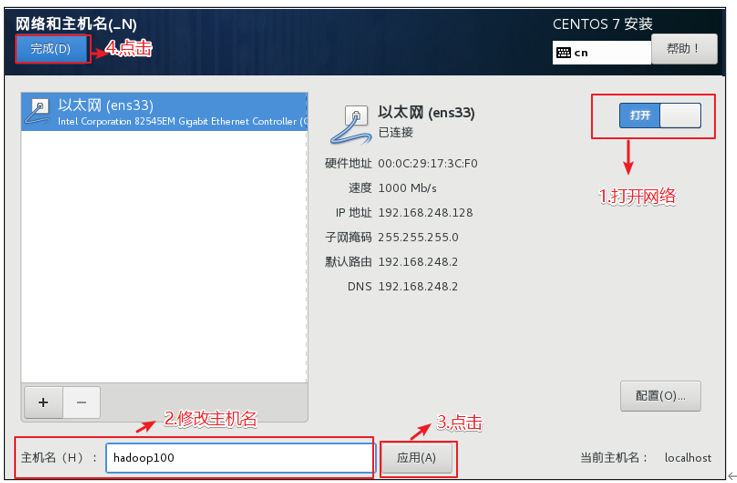 网络和主机名(_N)
CENTOS 7 安装
完成(D)
4.点击
cn
帮助！
以太网 (ens33)
Intel Corporation 82545EM Gigabit Ethernet Controller (
以太网 (ens33)
已连接
打开
1.打开网络
硬件地址 00:0C:29:17:3C:F0
速度 1000 Mb/s
IP 地址 192.168.248.128
子网掩码 255.255.255.0
默认路由 192.168.248.2
DNS 192.168.248.2
+ −
配置(O)...
2.修改主机名
3.点击
主机名（H）： hadoop100
应用(A)
当前主机名： localhost